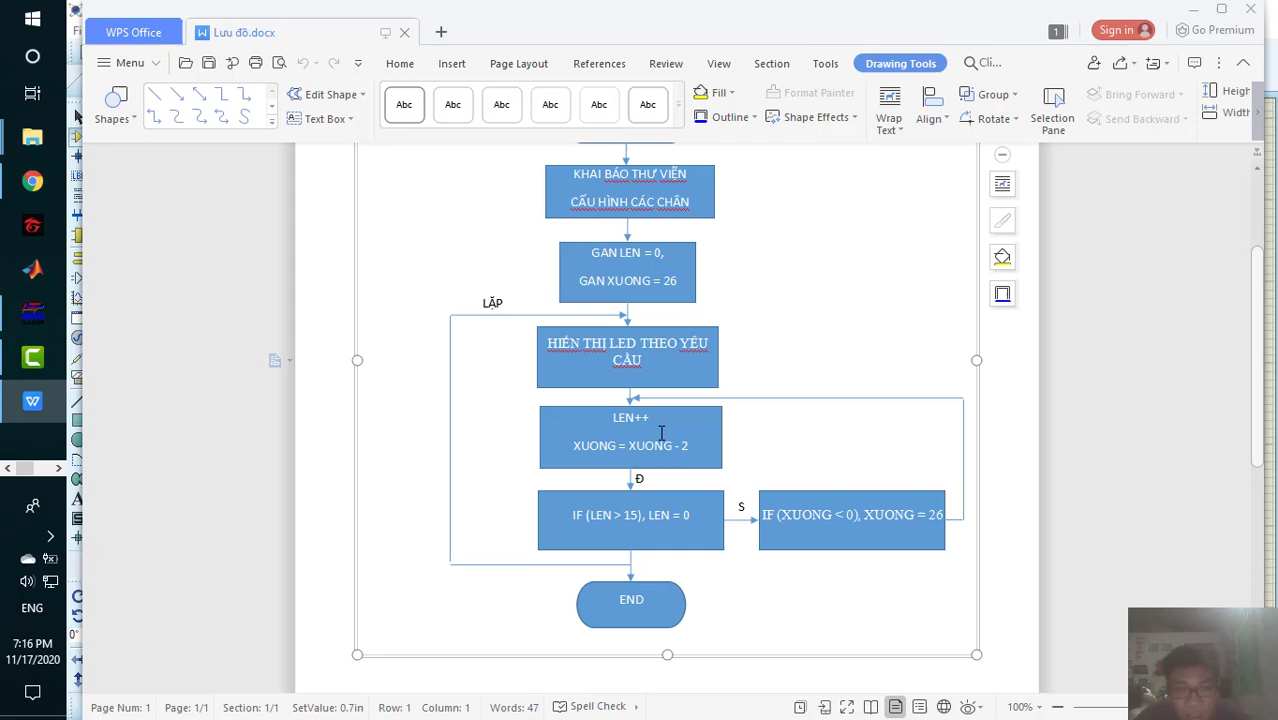 WPS Office
Lưu đồ.docx
1
Sign in
Go Premium
Menu
Home
Insert
Page Layout
References
Review
View
Section
Tools
Drawing Tools
Cli...
Shapes
Edit Shape
Text Box
Abc
Abc
Abc
Abc
Abc
Abc
Fill
Outline
Format Painter
Shape Effects
Wrap
Text
Align
Group
Rotate
Selection
Pane
Bring Forward
Send Backward
Heigh
Width
KHAI BÁO THƯ VIỄN
CẤU HÌNH CÁC CHÂN
GAN LEN = 0,
GAN XUONG = 26
LẶP
HIỂN THỊ LED THEO YÊU
CẦU
LEN++
XUONG = XUONG - 2
Đ
IF (LEN > 15), LEN = 0
S
IF (XUONG < 0), XUONG = 26
END
ENG
7:16 PM
11/17/2020
Page Num: 1
Page: 1/1
Section: 1/1
SetValue: 0.7in
Row: 1
Column: 1
Words: 47
Spell Check
100%